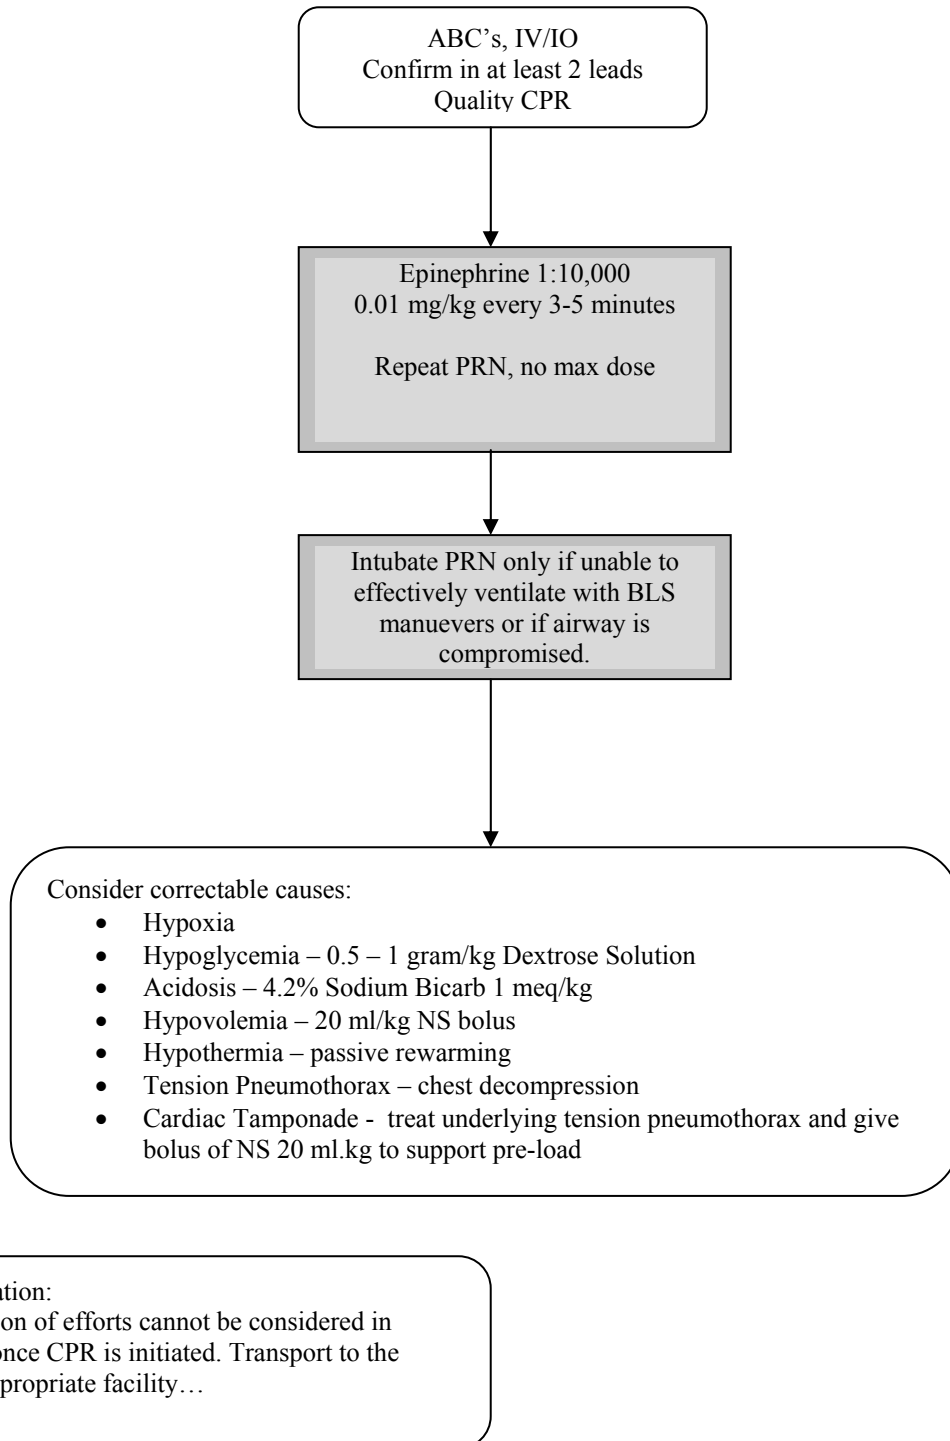 ABC’s, IV/IO
Confirm in at least 2 leads
Quality CPR
Epinephrine 1:10,000
0.01 mg/kg every 3-5 minutes
Repeat PRN, no max dose
Intubate PRN only if unable to
effectively ventilate with BLS
manuevers or if airway is
compromised.
Consider correctable causes:
• Hypoxia
• Hypoglycemia – 0.5 – 1 gram/kg Dextrose Solution
• Acidosis – 4.2% Sodium Bicarb 1 meq/kg
• Hypovolemia – 20 ml/kg NS bolus
• Hypothermia – passive rewarming
• Tension Pneumothorax – chest decompression
• Cardiac Tamponade - treat underlying tension pneumothorax and give
bolus of NS 20 ml.kg to support pre-load
ation:
on of efforts cannot be considered in
once CPR is initiated. Transport to the
propriate facility…